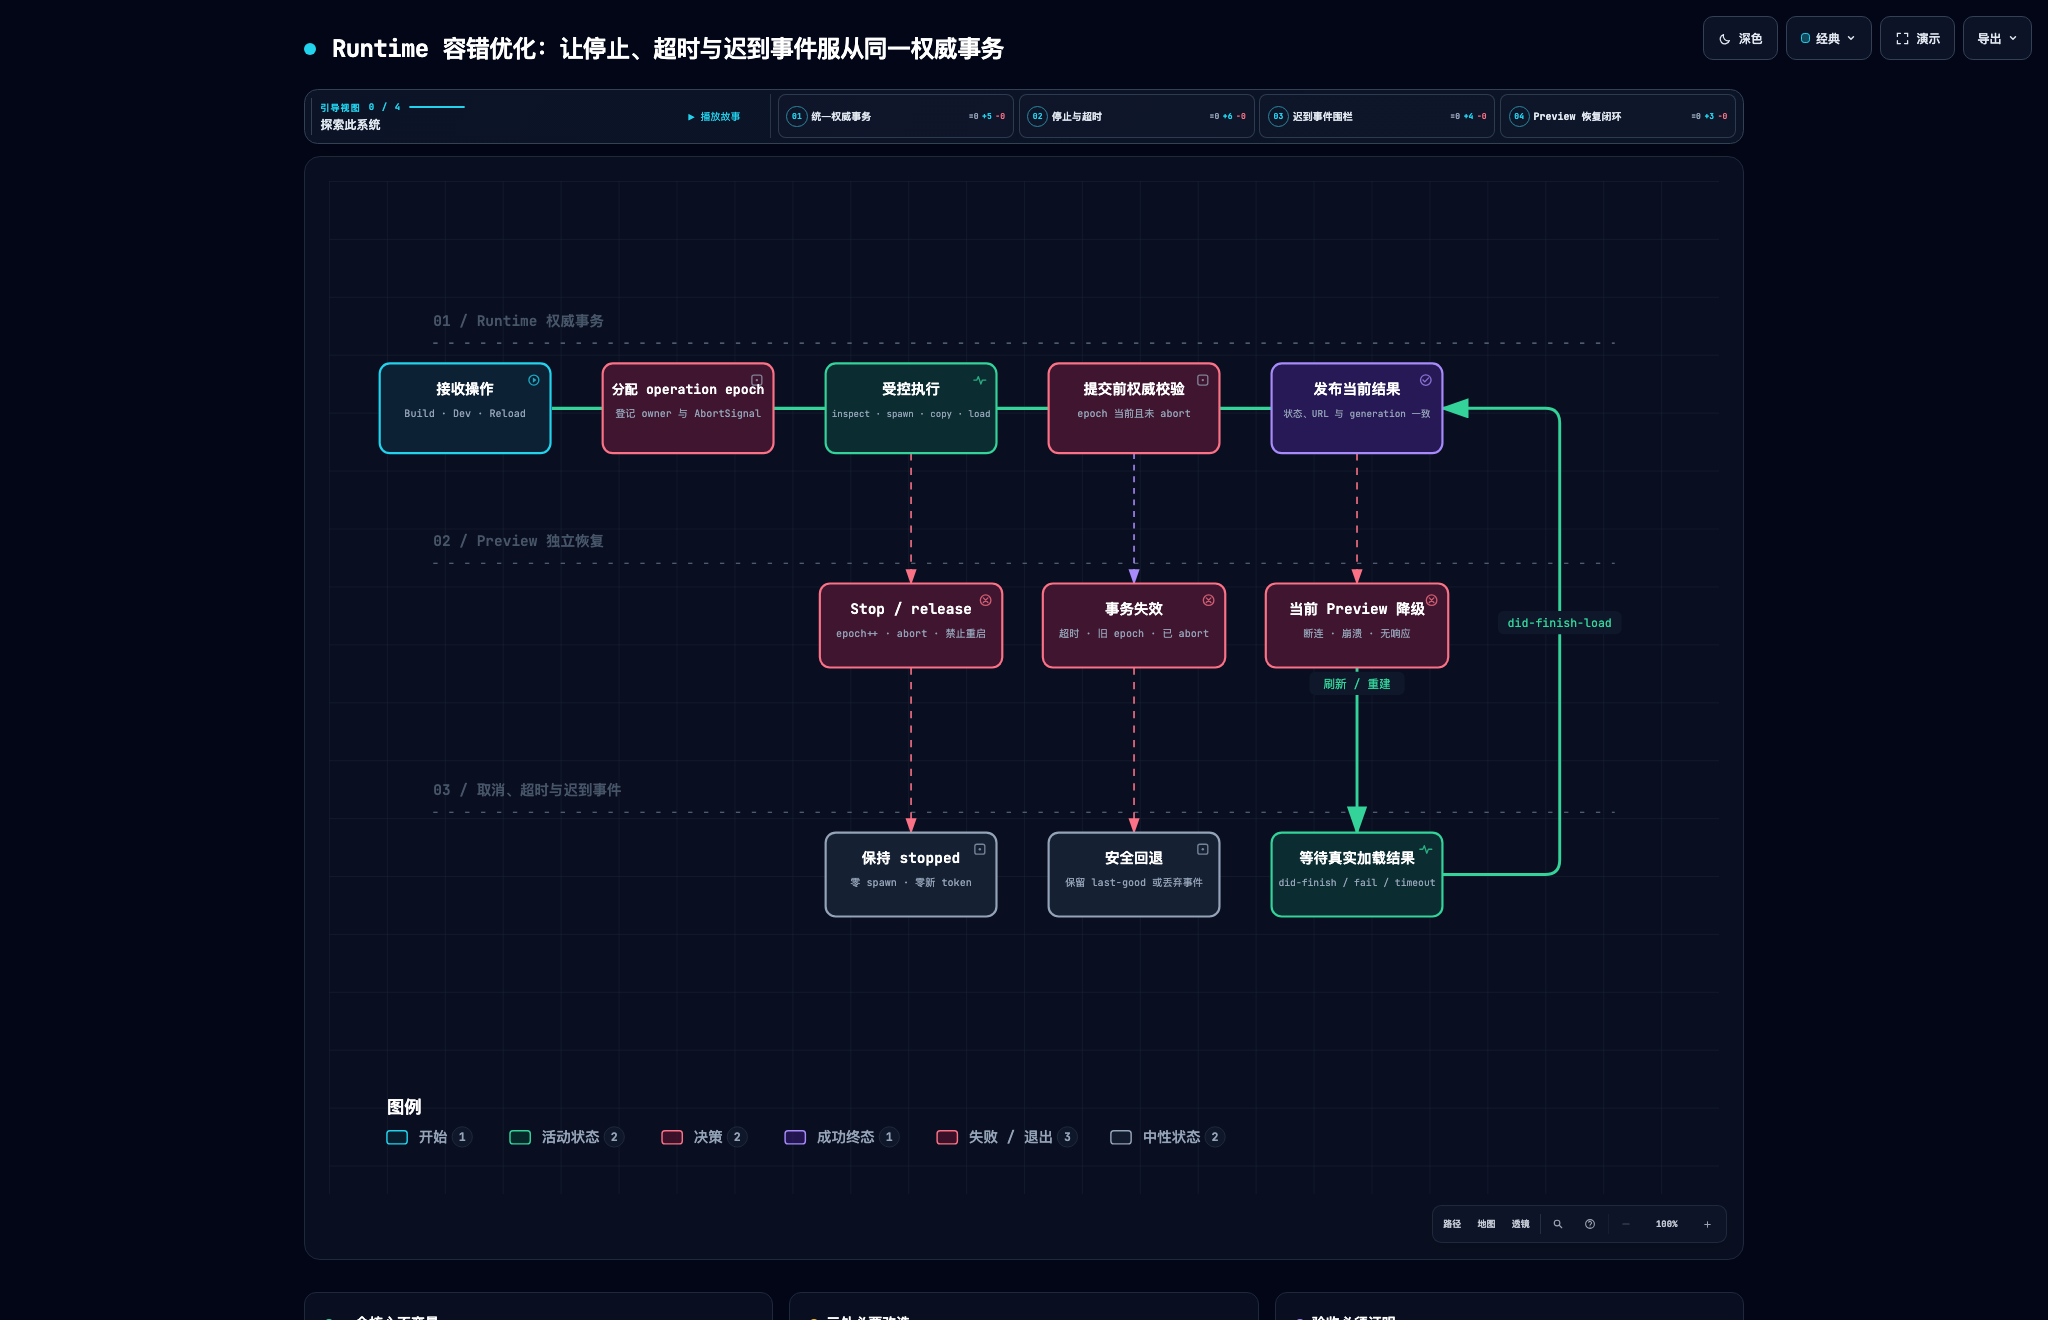 Runtime 容错优化：让停止、超时与迟到事件服从同一权威事务
深色
经典
演示
导出
引导视图 0 / 4
探索此系统
▶ 播放故事
01 统一权威事务 =0 +5 -0
02 停止与超时 =0 +6 -0
03 迟到事件围栏 =0 +4 -0
04 Preview 恢复闭环 =0 +3 -0
01 / Runtime 权威事务
接收操作
Build · Dev · Reload
分配 operation epoch
登记 owner 与 AbortSignal
受控执行
inspect · spawn · copy · load
提交前权威校验
epoch 当前且未 abort
发布当前结果
状态、URL 与 generation 一致
02 / Preview 独立恢复
Stop / release
epoch++ · abort · 禁止重启
事务失效
超时 · 旧 epoch · 已 abort
当前 Preview 降级
断连 · 崩溃 · 无响应
did-finish-load
刷新 / 重建
03 / 取消、超时与迟到事件
保持 stopped
零 spawn · 零新 token
安全回退
保留 last-good 或丢弃事件
等待真实加载结果
did-finish / fail / timeout
图例
开始 1
活动状态 2
决策 2
成功终态 1
失败 / 退出 3
中性状态 2
路径
地图
透镜
100%